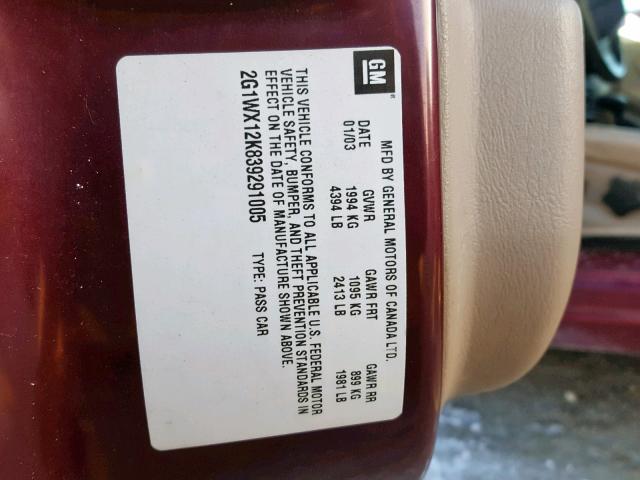 GM
MFD BY GENERAL MOTORS OF CANADA LTD.
DATE GVWR GAWR FRT GAWR RR
01/03 1994 KG 1095 KG 899 KG
4394 LB 2413 LB 1981 LB
THIS VEHICLE CONFORMS TO ALL APPLICABLE U.S. FEDERAL MOTOR
VEHICLE SAFETY, BUMPER, AND THEFT PREVENTION STANDARDS IN
EFFECT ON THE DATE OF MANUFACTURE SHOWN ABOVE.
2G1WX12K839291005 TYPE: PASS CAR